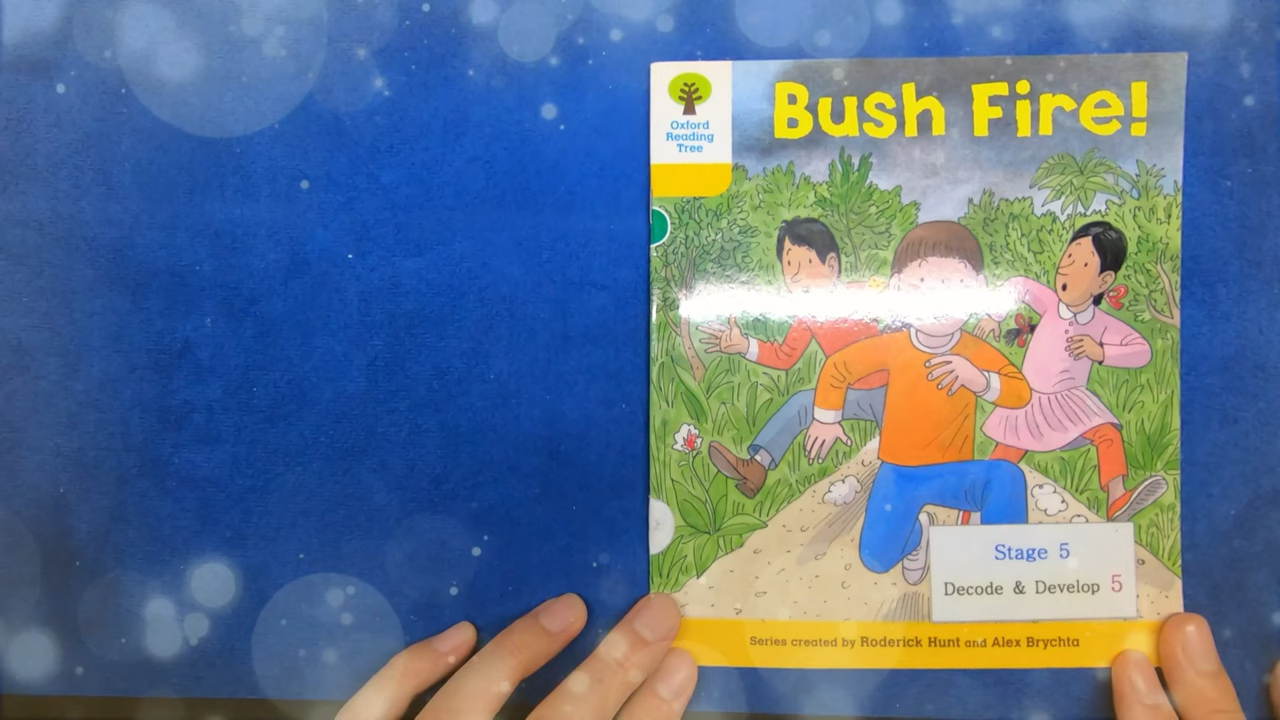 Bush Fire!
Oxford
Reading
Tree
Stage 5
Decode & Develop 5
Series created by Roderick Hunt and Alex Brychta